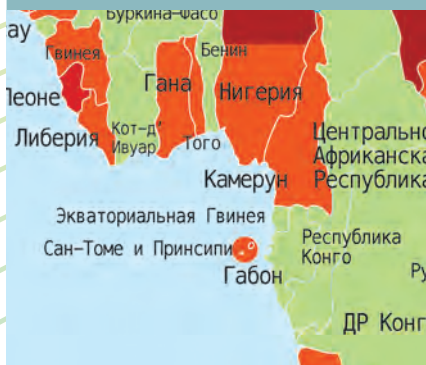 Буркина-Фасо
ау
Гвинея
Бенин
Гана
Нигерия
Леоне
Либерия
Кот-д'
Ивуар
Того
Центрально
Африканска
Республика
Камерун
Экваториальная Гвинея
Сан-Томе и Принсипи
Республика
Конго
Габон
Ру
ДР Конг